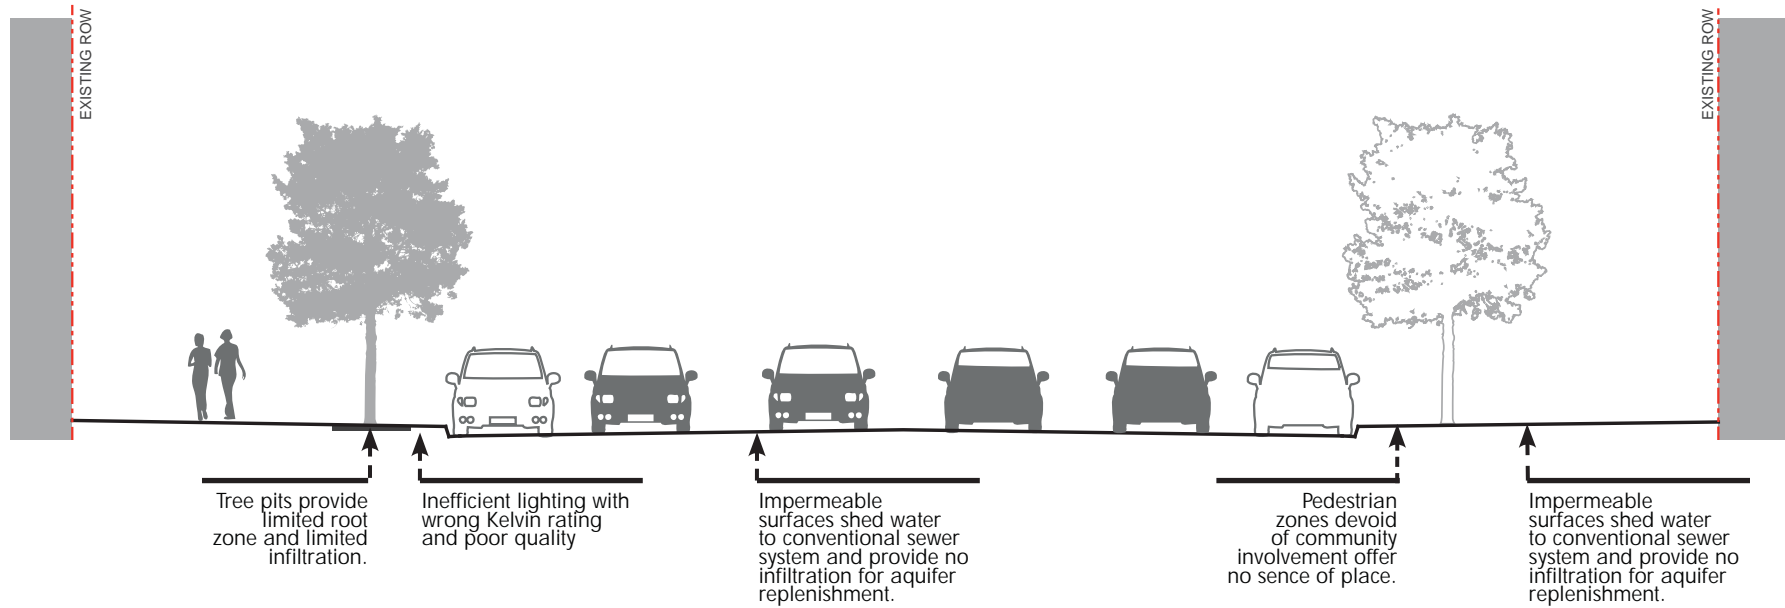 EXISTING ROW
EXISTING ROW
Tree pits provide
limited root
zone and limited
infiltration.
Inefficient lighting with
wrong Kelvin rating
and poor quality
Impermeable
surfaces shed water
to conventional sewer
system and provide no
infiltration for aquifer
replenishment.
Pedestrian
zones devoid
of community
involvement offer
no sence of place.
Impermeable
surfaces shed water
to conventional sewer
system and provide no
infiltration for aquifer
replenishment.